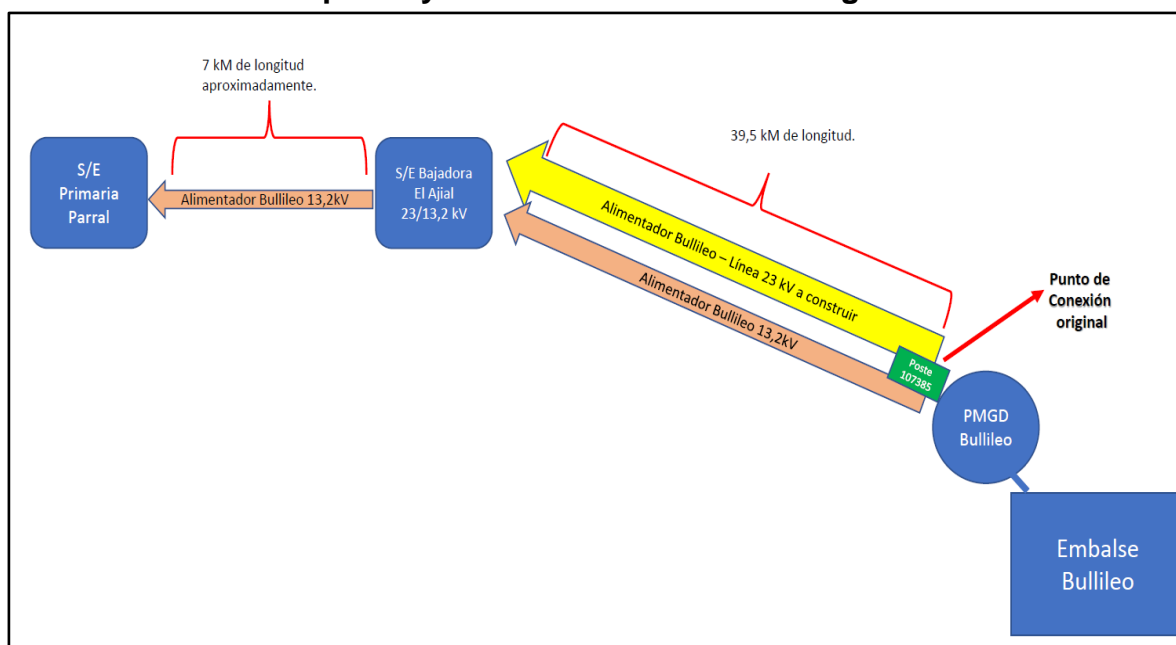 7 kM de longitud
aproximadamente.
39,5 kM de longitud.
S/E
Primaria
Parral
Alimentador Bullileo 13,2kV
S/E Bajadora
El Ajial
23/13,2 kV
Alimentador Bullileo – Línea 23 kV a construir
Alimentador Bullileo 13,2kV
Punto de
Conexión
original
Poste
107385
PMGD
Bullileo
Embalse
Bullileo